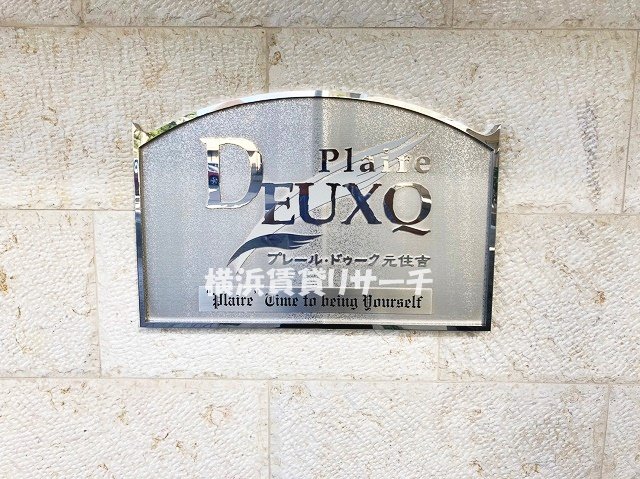 Plaire
DEUXQ
プレール・ドゥーク元住吉
横浜賃貸リサーチ
"Plaire" Time to being Yourself